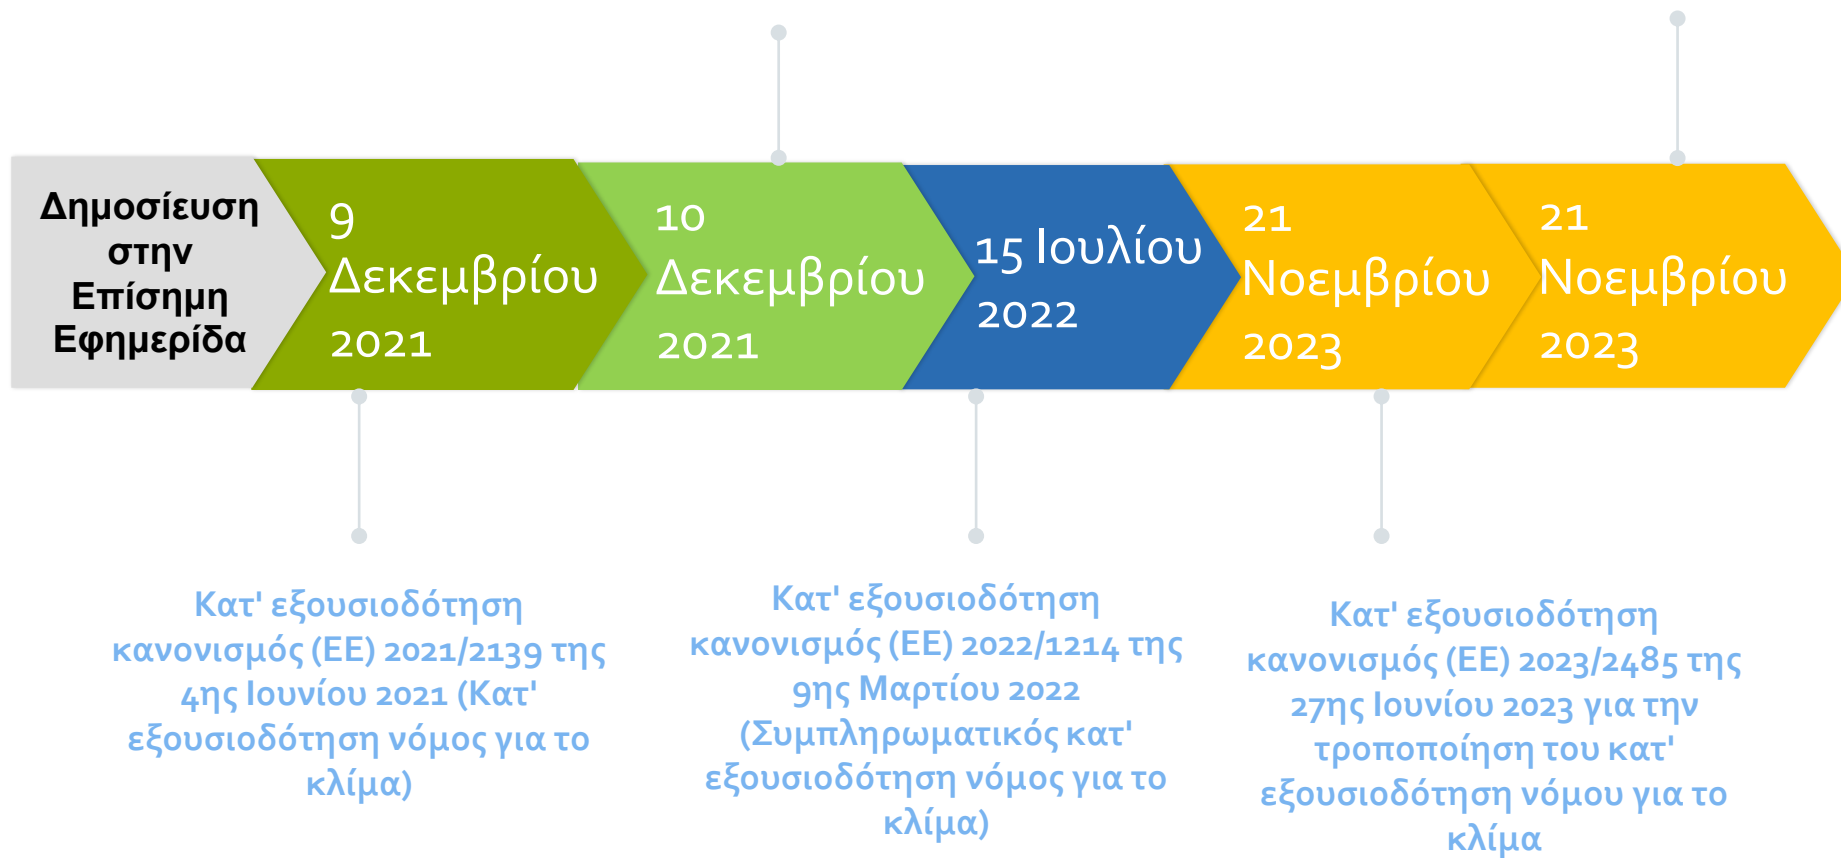 Δημοσίευση
στην
Επίσημη
Εφημερίδα
9
Δεκεμβρίου
2021
10
Δεκεμβρίου
2021
15 Ιουλίου
2022
21
Νοεμβρίου
2023
21
Νοεμβρίου
2023
Κατ' εξουσιοδότηση
κανονισμός (ΕΕ) 2021/2139 της
4ης Ιουνίου 2021 (Κατ'
εξουσιοδότηση νόμος για το
κλίμα)
Κατ' εξουσιοδότηση
κανονισμός (ΕΕ) 2022/1214 της
9ης Μαρτίου 2022
(Συμπληρωματικός κατ'
εξουσιοδότηση νόμος για το
κλίμα)
Κατ' εξουσιοδότηση
κανονισμός (ΕΕ) 2023/2485 της
27ης Ιουνίου 2023 για την
τροποποίηση του κατ'
εξουσιοδότηση νόμου για το
κλίμα